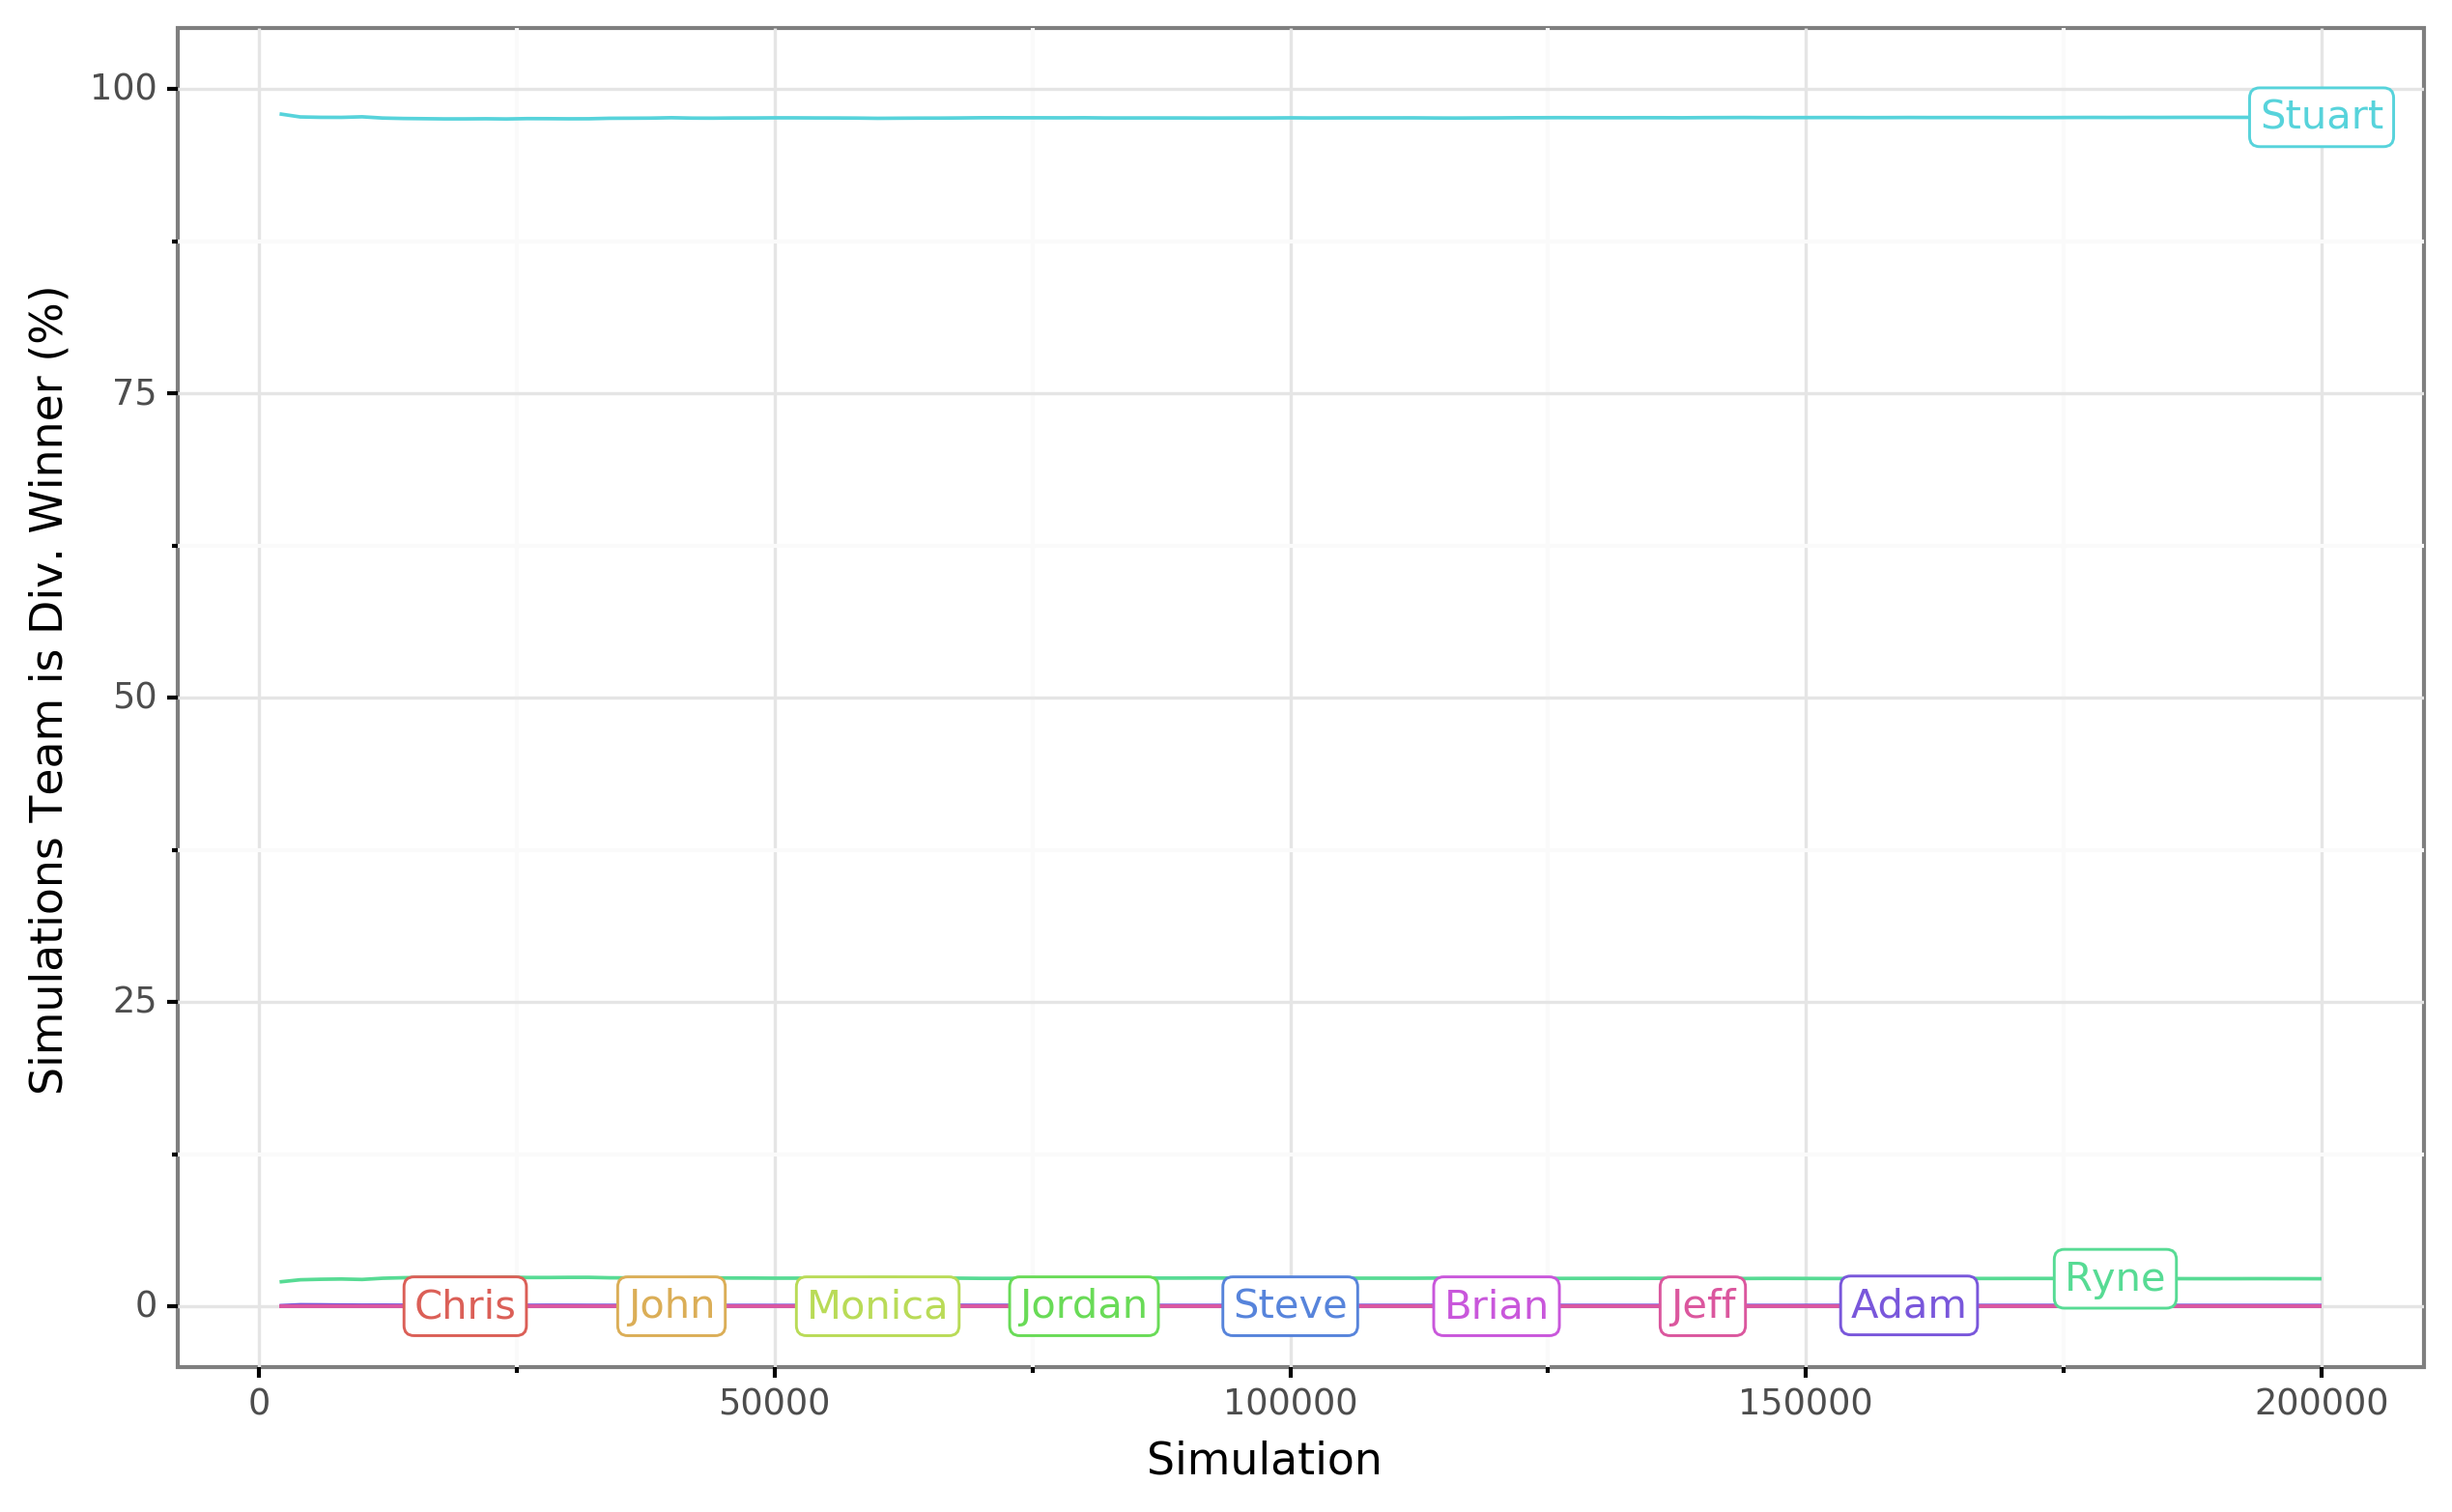 Simulations Team is Div. Winner (%)
100
75
50
25
0
Stuart
Ryne
Chris
John
Monica
Jordan
Steve
Brian
Jeff
Adam
0
50000
100000
150000
200000
Simulation